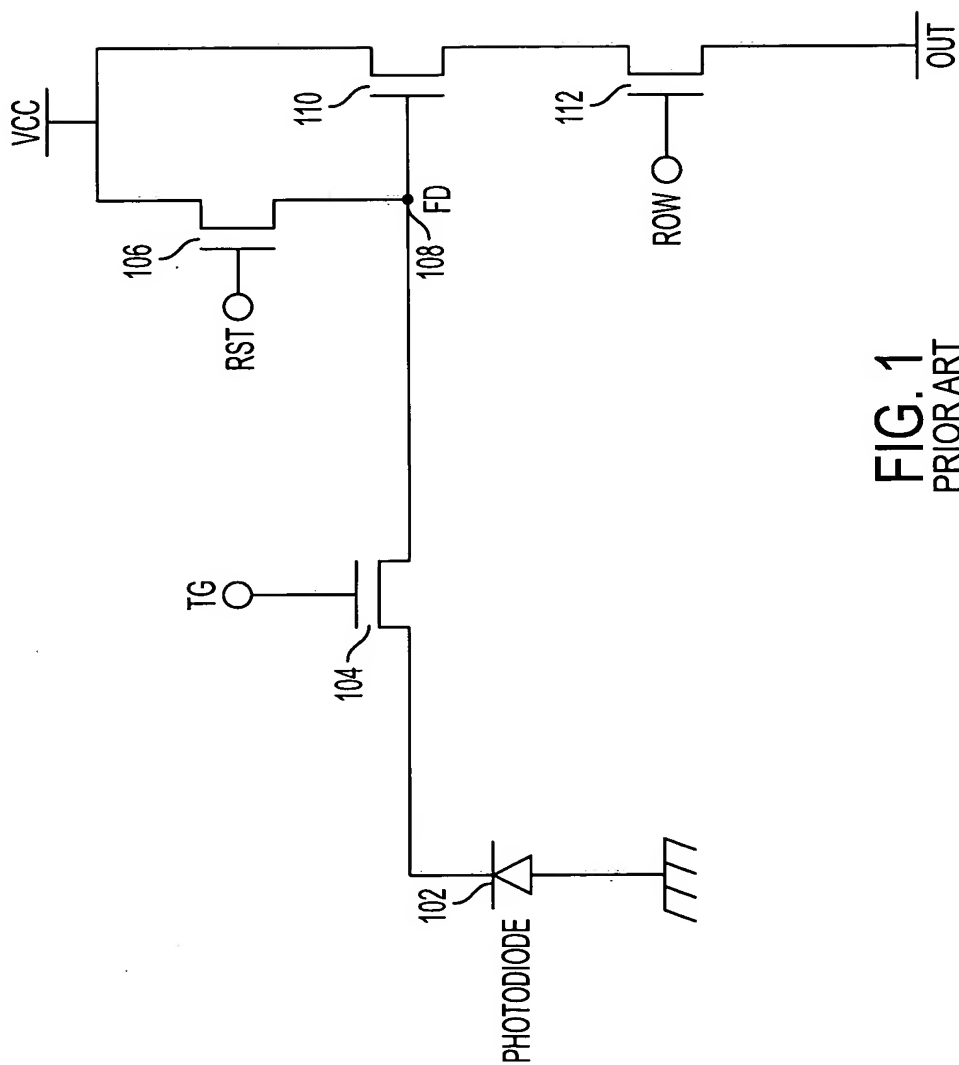 VCC
106
RST
110
108
FD
112
ROW
OUT
TG
104
102
PHOTODIODE
FIG. 1
PRIOR ART